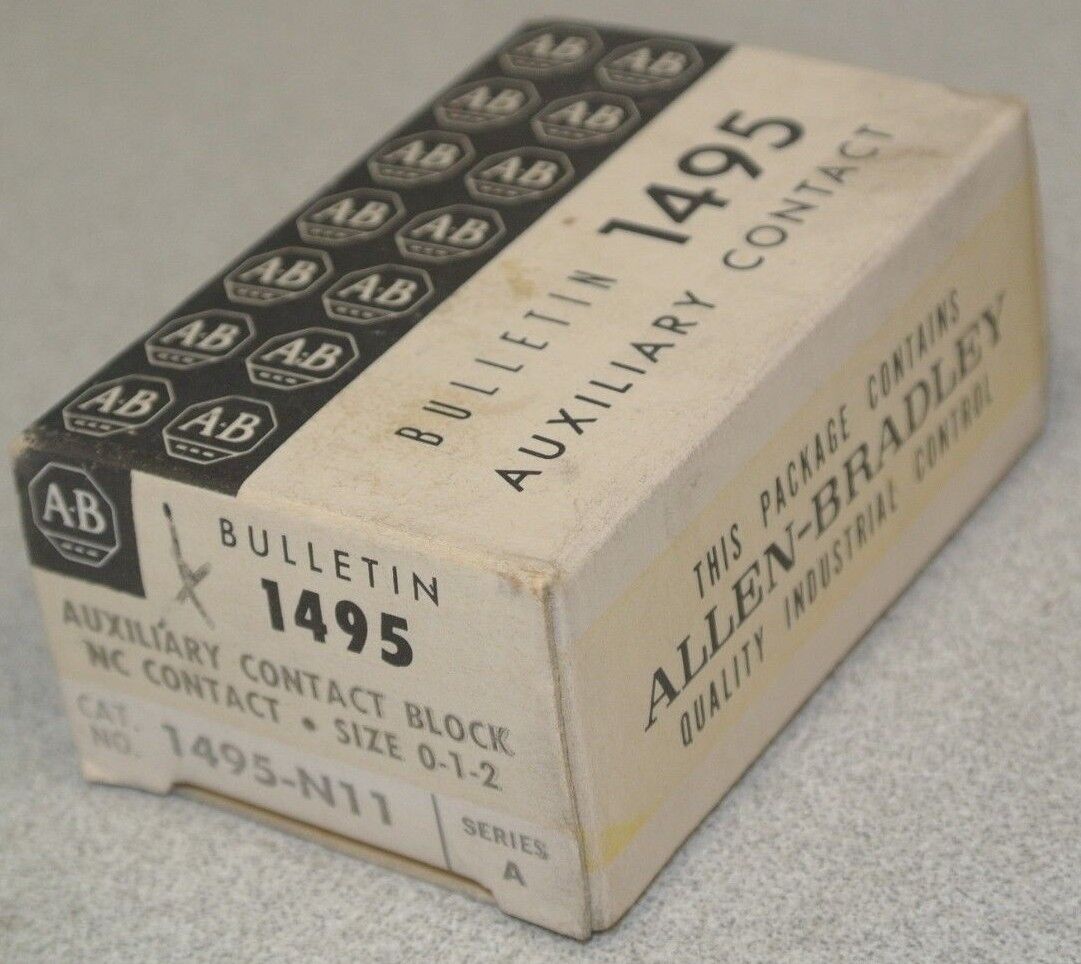 A-B A-B
A-B A-B
A-B A-B
A-B A-B
A-B A-B
A-B A-B
A-B A-B
BULLETIN 1495
AUXILIARY CONTACT
A-B
BULLETIN
1495
AUXILIARY CONTACT BLOCK
NC CONTACT • SIZE 0-1-2
CAT. NO. 1495-N11
SERIES A
THIS PACKAGE CONTAINS
ALLEN-BRADLEY
QUALITY INDUSTRIAL CONTROL